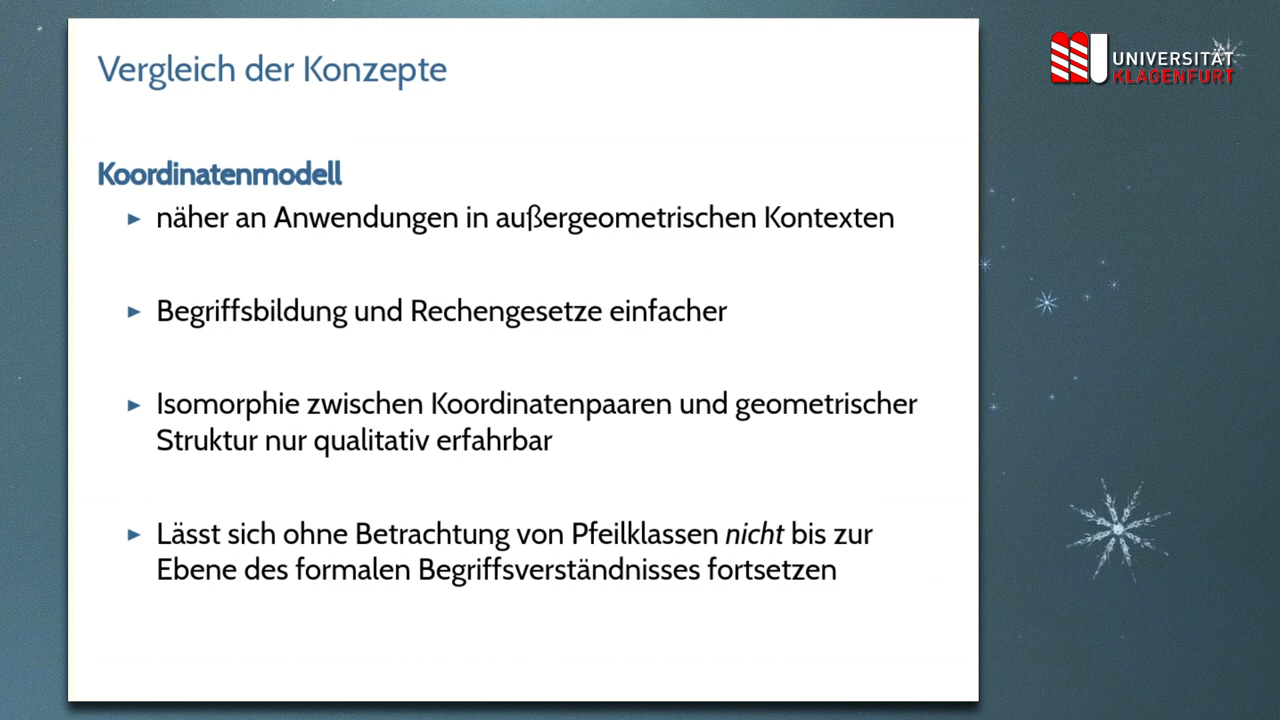 Vergleich der Konzepte
UNIVERSITÄT
KLAGENFURT
Koordinatenmodell
► näher an Anwendungen in außergeometrischen Kontexten
► Begriffsbildung und Rechengesetze einfacher
► Isomorphie zwischen Koordinatenpaaren und geometrischer
Struktur nur qualitativ erfahrbar
► Lässt sich ohne Betrachtung von Pfeilklassen nicht bis zur
Ebene des formalen Begriffsverständnisses fortsetzen